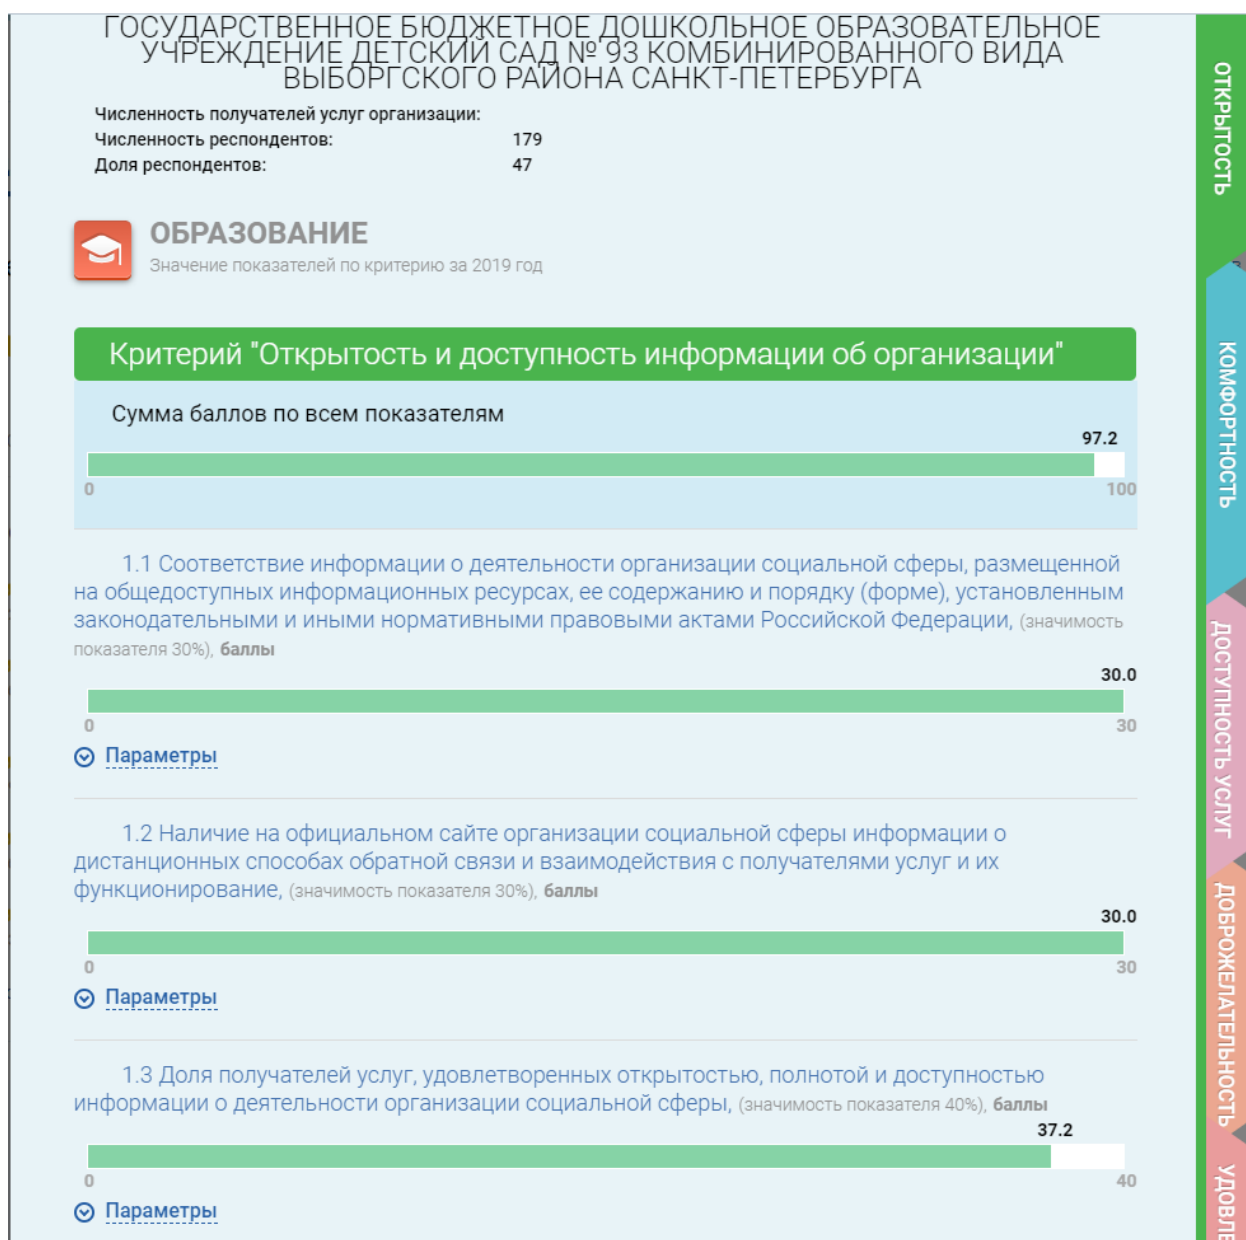 ГОСУДАРСТВЕННОЕ БЮДЖЕТНОЕ ДОШКОЛЬНОЕ ОБРАЗОВАТЕЛЬНОЕ
УЧРЕЖДЕНИЕ ДЕТСКИЙ САД № 93 КОМБИНИРОВАННОГО ВИДА
ВЫБОРГСКОГО РАЙОНА САНКТ-ПЕТЕРБУРГА
Численность получателей услуг организации:
Численность респондентов: 179
Доля респондентов: 47
ОБРАЗОВАНИЕ
Значение показателей по критерию за 2019 год
Критерий "Открытость и доступность информации об организации"
Сумма баллов по всем показателям
97.2
0 100
1.1 Соответствие информации о деятельности организации социальной сферы, размещенной
на общедоступных информационных ресурсах, ее содержанию и порядку (форме), установленным
законодательными и иными нормативными правовыми актами Российской Федерации, (значимость
показателя 30%), баллы
30.0
0 30
Параметры
1.2 Наличие на официальном сайте организации социальной сферы информации о
дистанционных способах обратной связи и взаимодействия с получателями услуг и их
функционирование, (значимость показателя 30%), баллы
30.0
0 30
Параметры
1.3 Доля получателей услуг, удовлетворенных открытостью, полнотой и доступностью
информации о деятельности организации социальной сферы, (значимость показателя 40%), баллы
37.2
0 40
Параметры
ОТКРЫТОСТЬ
КОМФОРТНОСТЬ
ДОСТУПНОСТЬ УСЛУГ
ДОБРОЖЕЛАТЕЛЬНОСТЬ
УДОВЛЕ